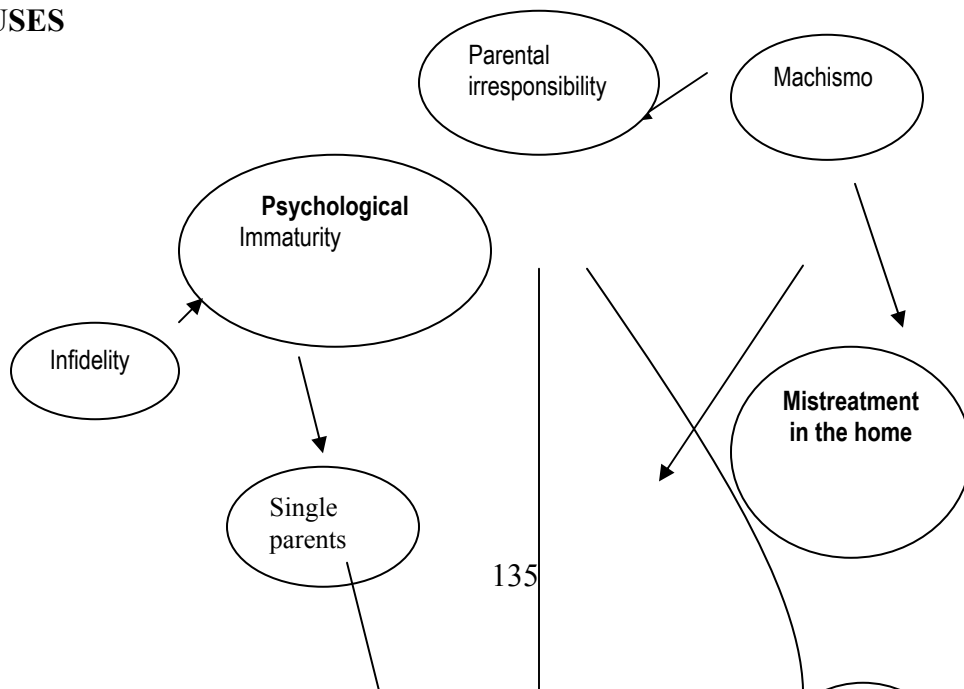 USES
Parental
irresponsibility
Machismo
Psychological
Immaturity
Infidelity
Mistreatment
in the home
Single
parents
135